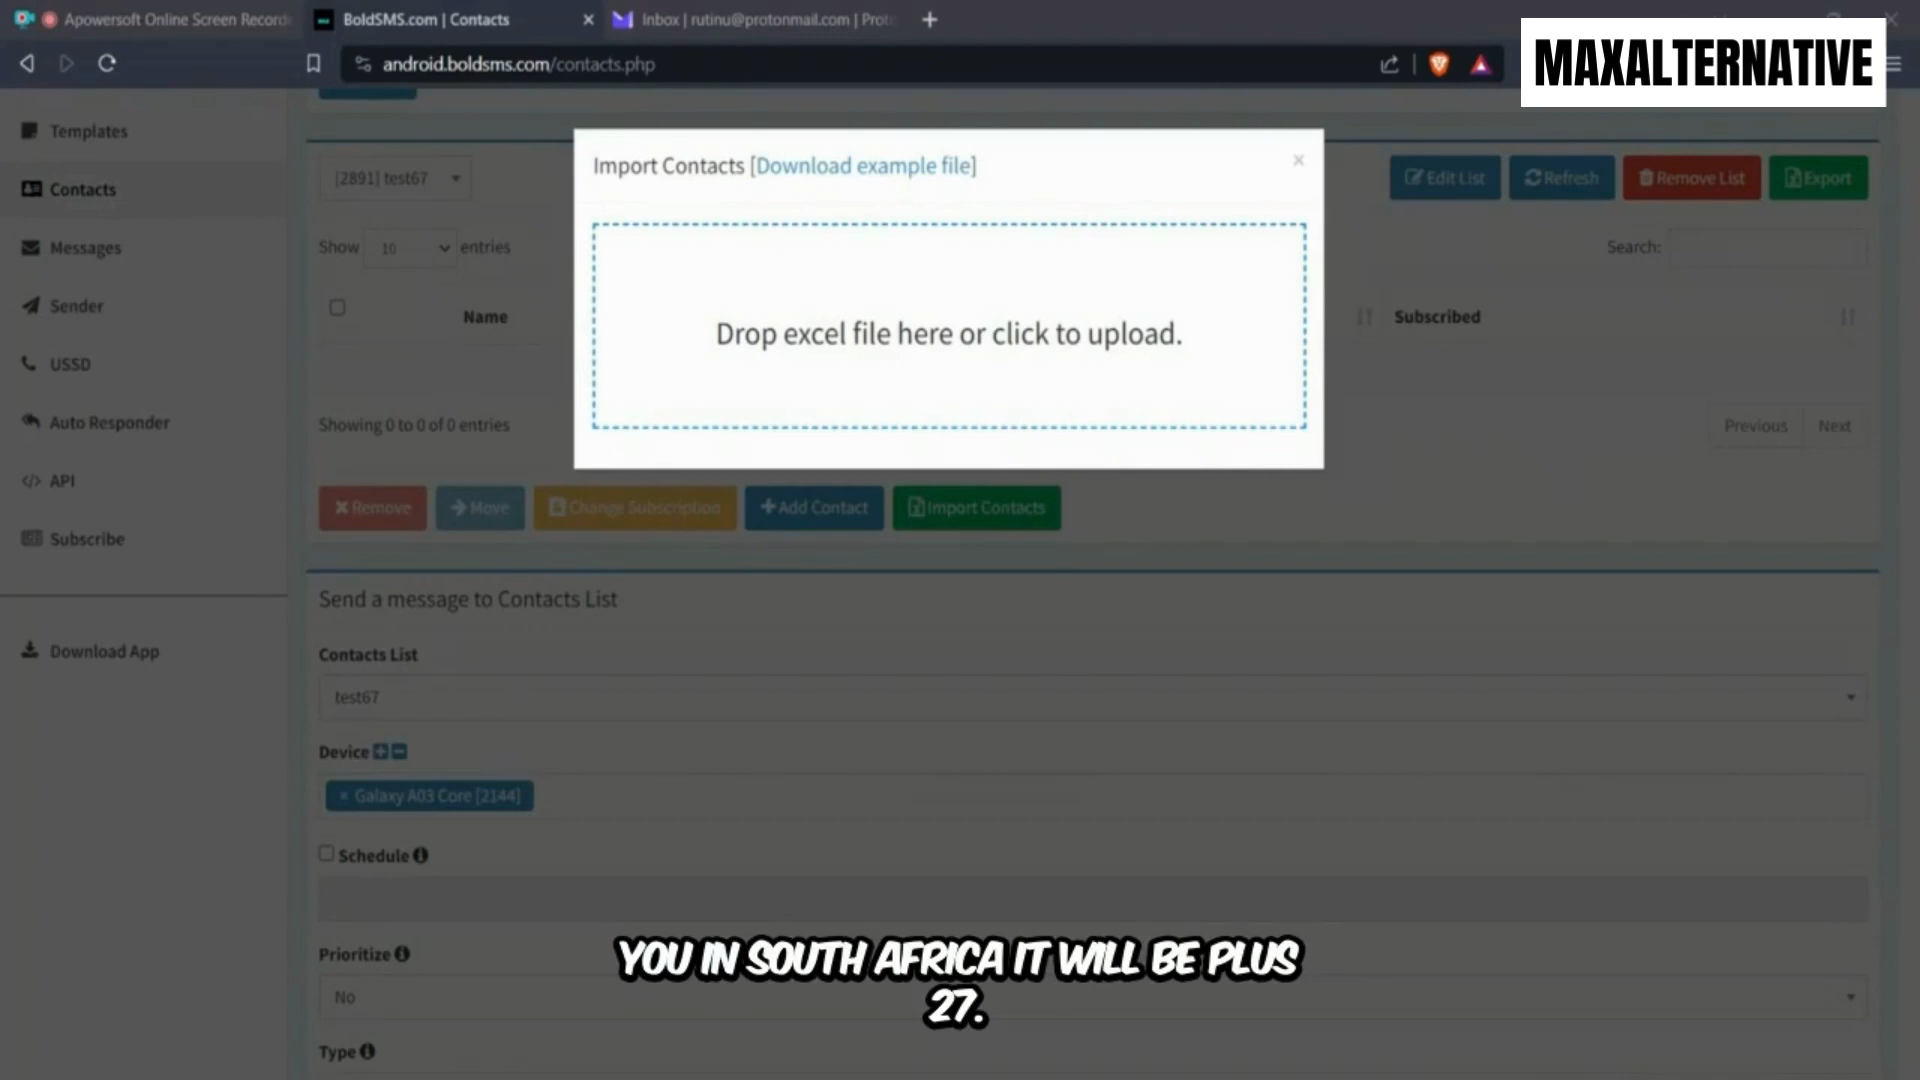 Apowersoft Online Screen Record
BoldSMS.com | Contacts
Inbox | rutinu@protonmail.com | Prot
android.boldsms.com/contacts.php
MAXALTERNATIVE
Templates
Contacts
Messages
Sender
USSD
Auto Responder
API
Subscribe
Download App
Import Contacts [Download example file]
Drop excel file here or click to upload.
[2891] test67
Edit List
Refresh
Remove List
Export
Show 10 entries
Search:
Name
Subscribed
Showing 0 to 0 of 0 entries
Previous
Next
Remove
Move
Change Subscription
Add Contact
Import Contacts
Send a message to Contacts List
Contacts List
test67
Device
× Galaxy A03 Core [2144]
Schedule
Prioritize
No
Type
YOU IN SOUTH AFRICA IT WILL BE PLUS
27.